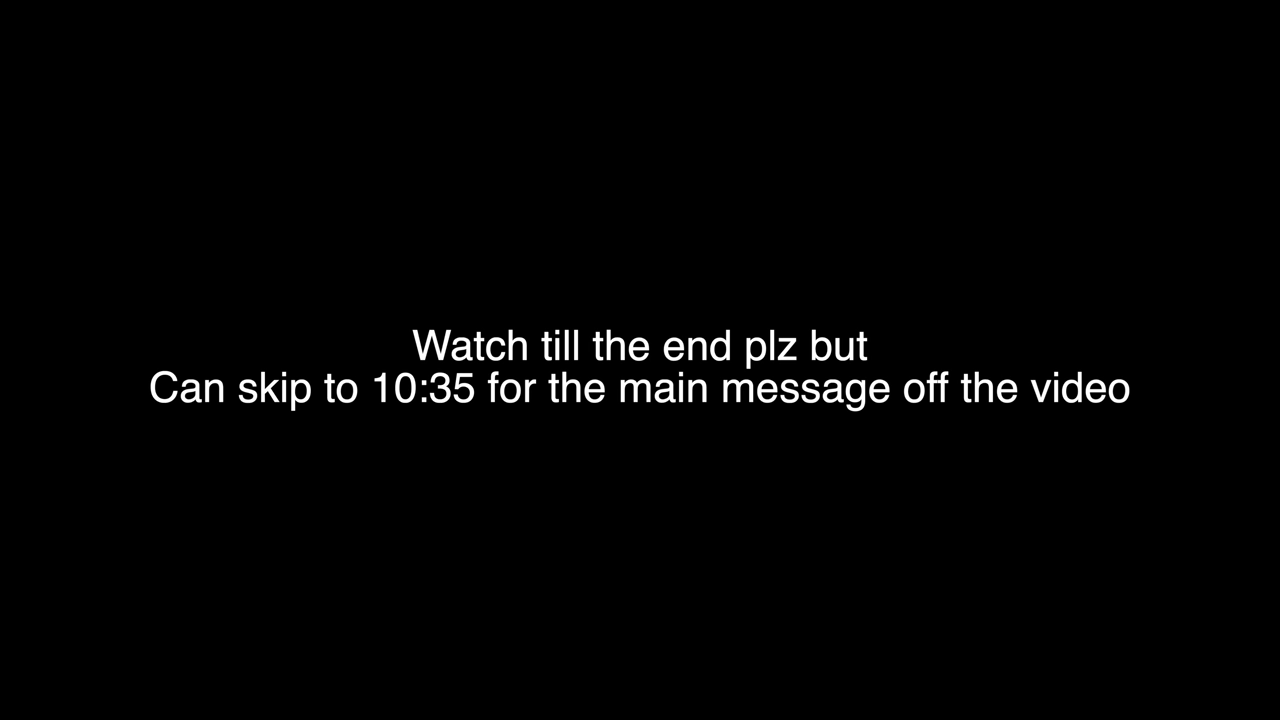 Watch till the end plz but
Can skip to 10:35 for the main message off the video